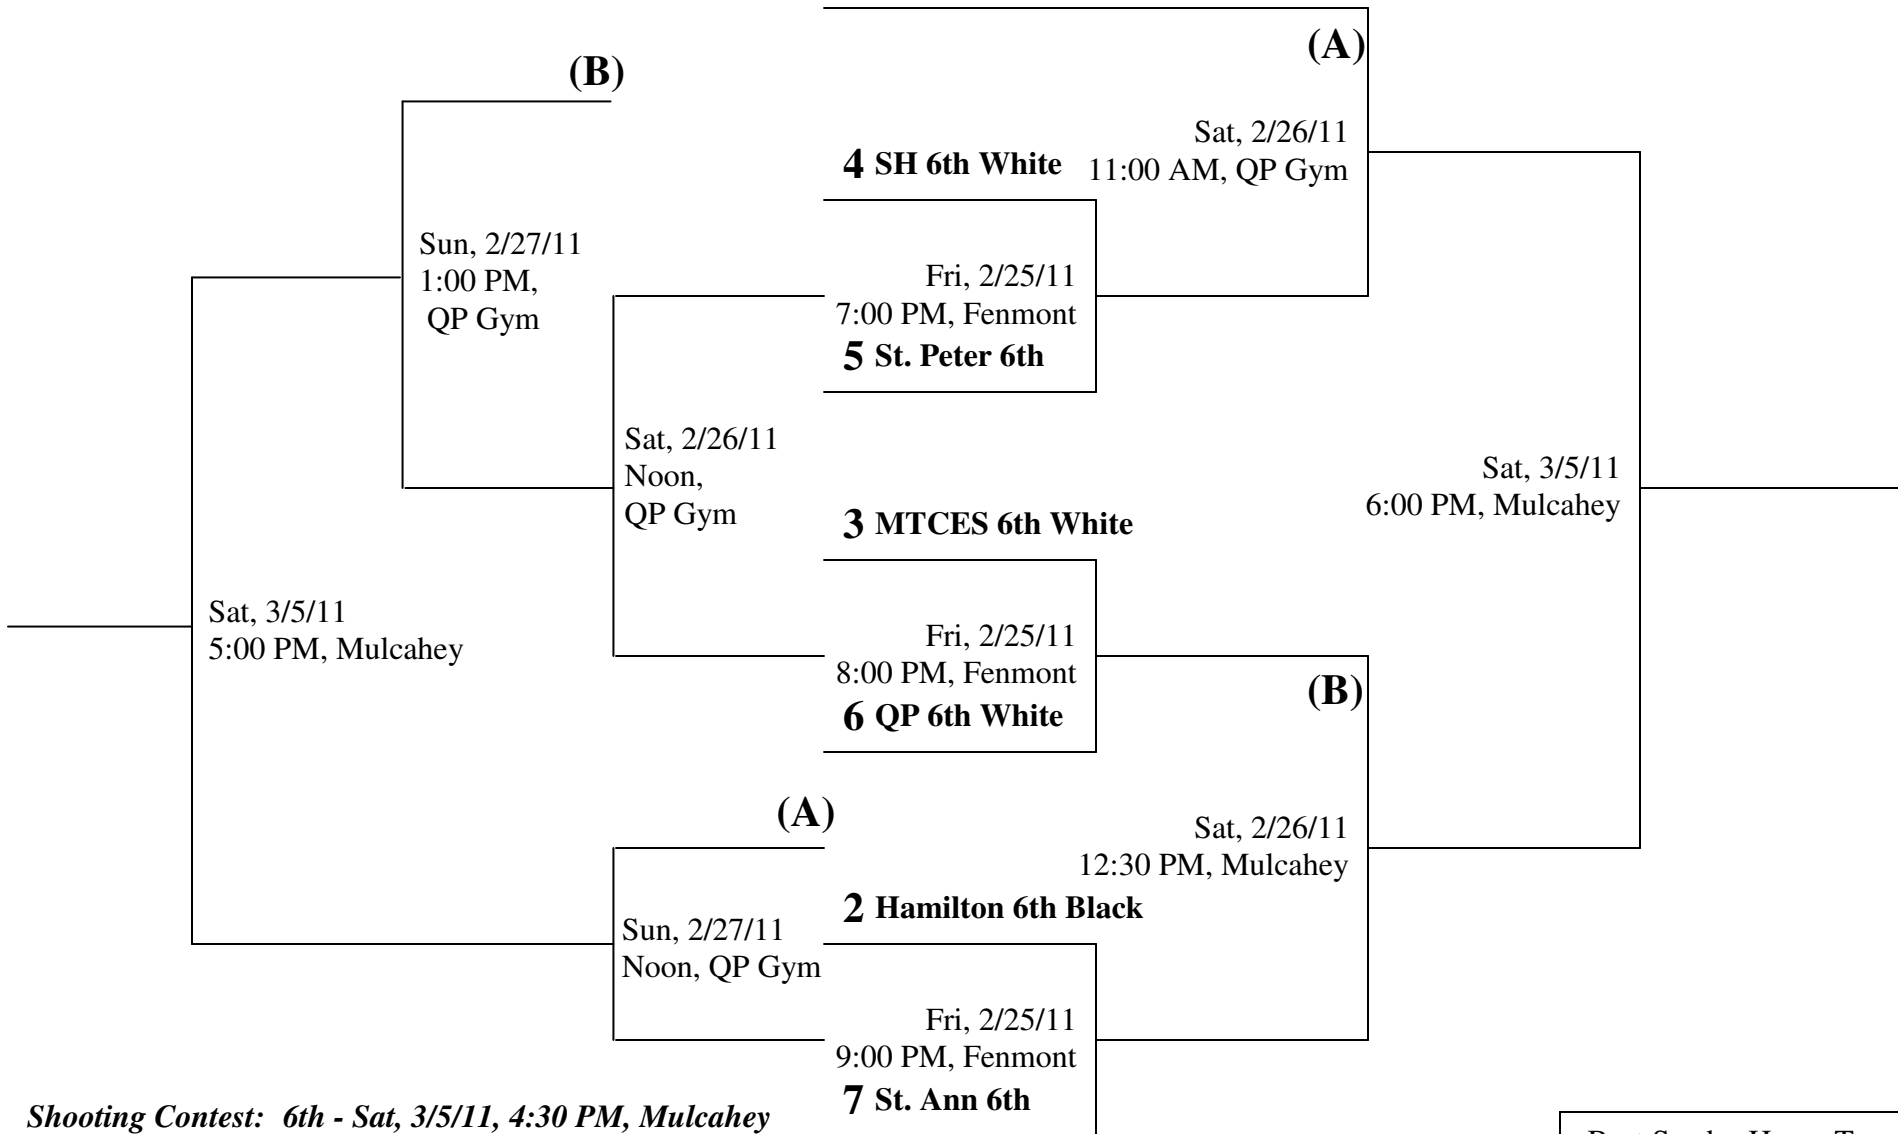 (A)
(B)
Sat, 2/26/11
11:00 AM, QP Gym
4 SH 6th White
Sun, 2/27/11
1:00 PM,
QP Gym
Fri, 2/25/11
7:00 PM, Fenmont
5 St. Peter 6th
Sat, 2/26/11
Noon,
QP Gym
Sat, 3/5/11
6:00 PM, Mulcahey
3 MTCES 6th White
Sat, 3/5/11
5:00 PM, Mulcahey
Fri, 2/25/11
8:00 PM, Fenmont
6 QP 6th White
(B)
(A)
Sat, 2/26/11
12:30 PM, Mulcahey
2 Hamilton 6th Black
Sun, 2/27/11
Noon, QP Gym
Fri, 2/25/11
9:00 PM, Fenmont
7 St. Ann 6th
Shooting Contest: 6th - Sat, 3/5/11, 4:30 PM, Mulcahey